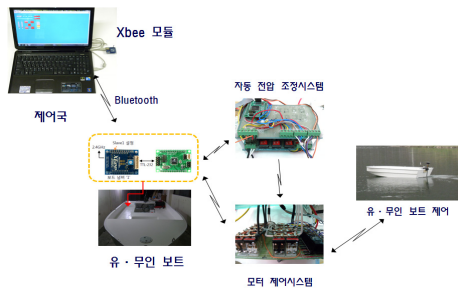 Xbee 모듈
자동 전압 조정시스템
Bluetooth
제어국
유·무인 보트 제어
유·무인 보트
모터 제어시스템